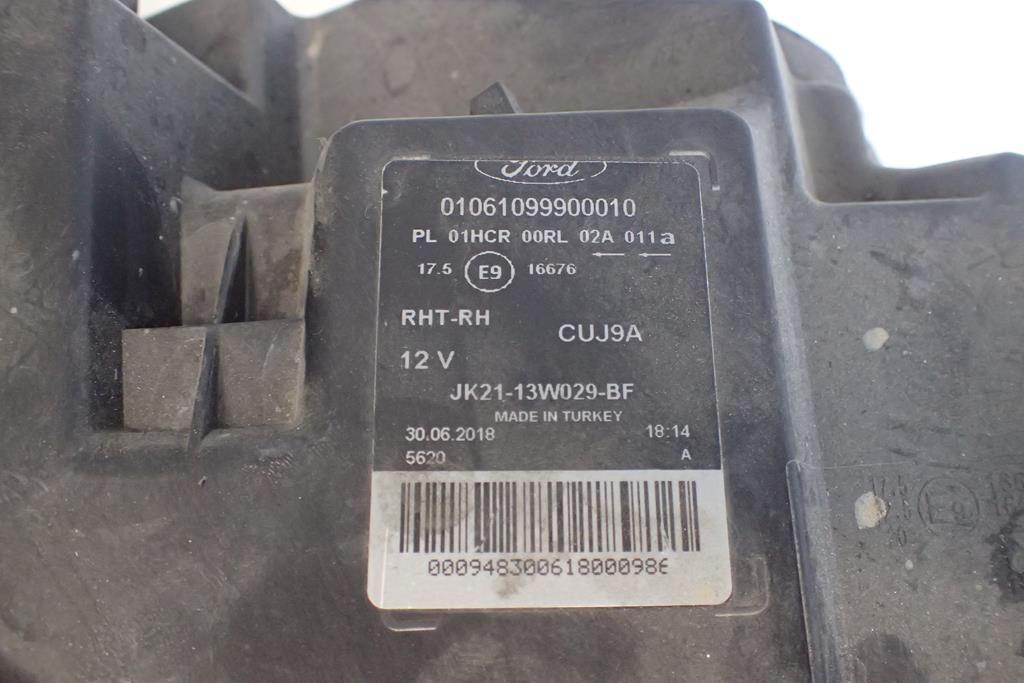 Ford
01061099900010
PL 01HCR 00RL 02A 011a
17.5 E9 16676
RHT-RH
CUJ9A
12 V
JK21-13W029-BF
MADE IN TURKEY
30.06.2018 18:14
5620 A
E9